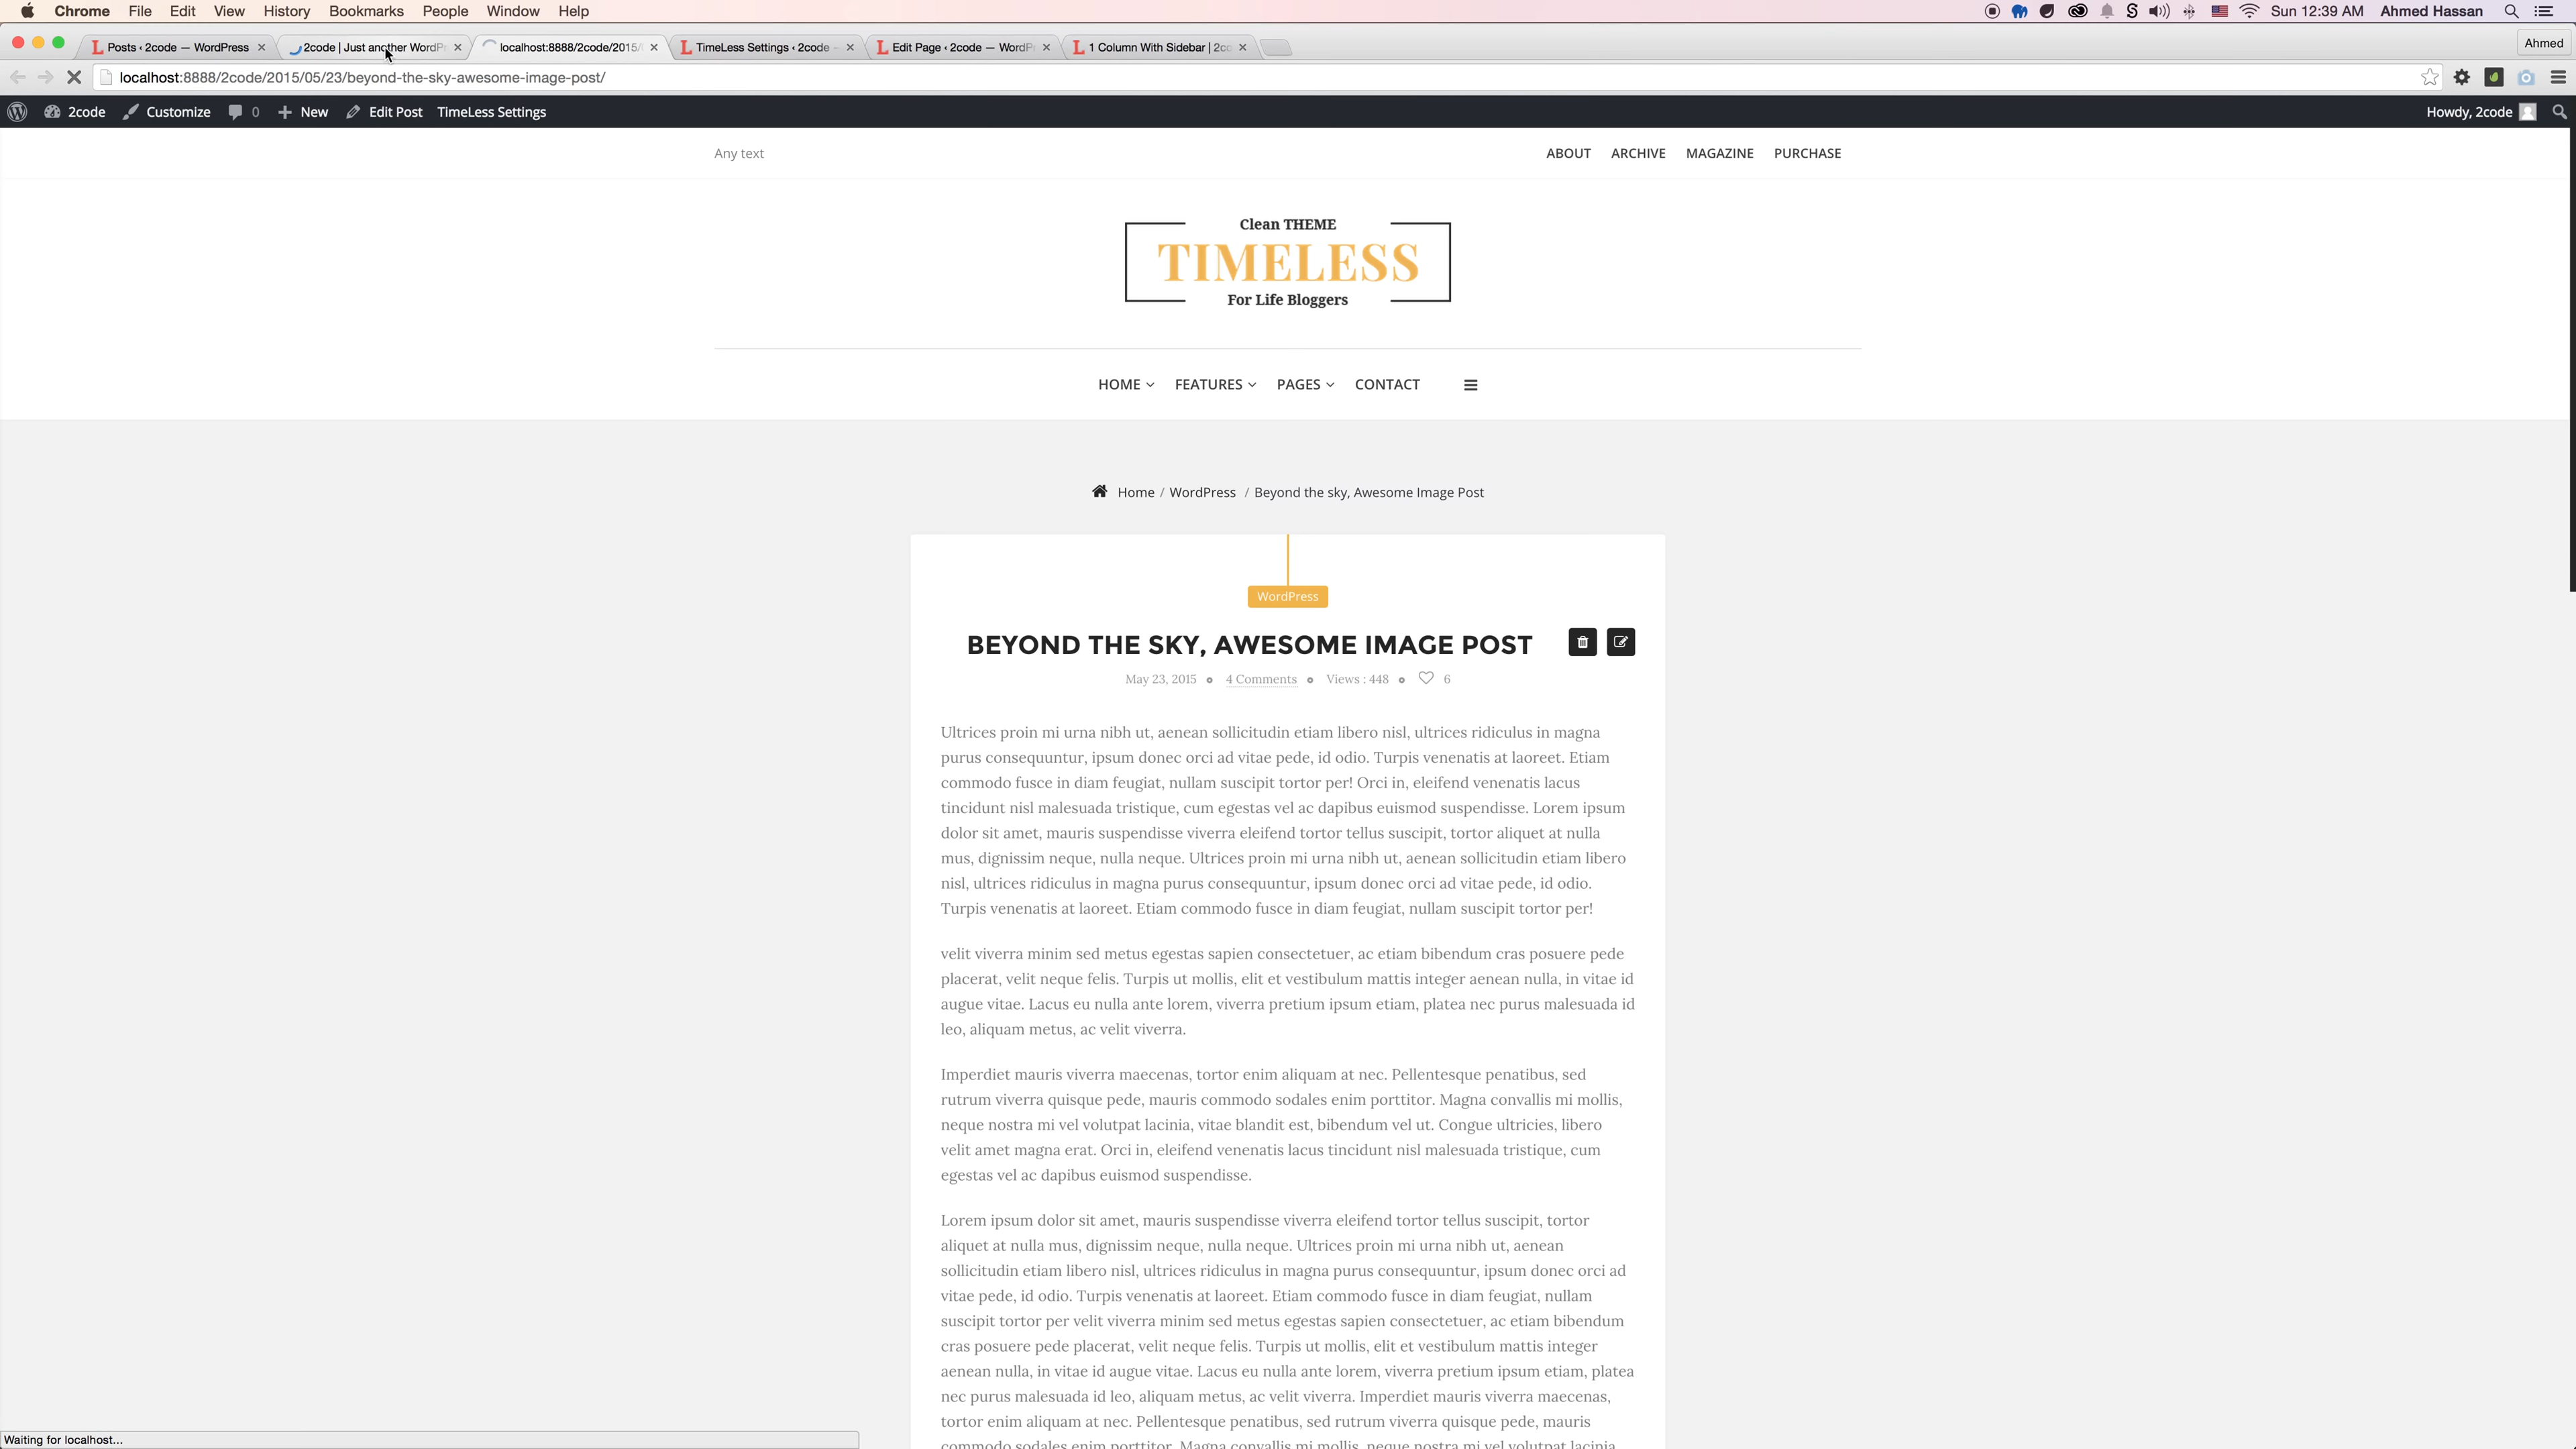 Chrome File Edit View History Bookmarks People Window Help Sun 12:39 AM Ahmed Hassan
Posts ‹ 2code — WordPress 2code | Just another WordPr localhost:8888/2code/2015/ TimeLess Settings ‹ 2code Edit Page ‹ 2code — WordP 1 Column With Sidebar | 2co Ahmed
localhost:8888/2code/2015/05/23/beyond-the-sky-awesome-image-post/
2code Customize 0 New Edit Post TimeLess Settings Howdy, 2code
Any text ABOUT ARCHIVE MAGAZINE PURCHASE
Clean THEME
TIMELESS
For Life Bloggers
HOME FEATURES PAGES CONTACT
Home / WordPress / Beyond the sky, Awesome Image Post
WordPress
BEYOND THE SKY, AWESOME IMAGE POST
May 23, 2015 4 Comments Views : 448 6
Ultrices proin mi urna nibh ut, aenean sollicitudin etiam libero nisl, ultrices ridiculus in magna
purus consequuntur, ipsum donec orci ad vitae pede, id odio. Turpis venenatis at laoreet. Etiam
commodo fusce in diam feugiat, nullam suscipit tortor per! Orci in, eleifend venenatis lacus
tincidunt nisl malesuada tristique, cum egestas vel ac dapibus euismod suspendisse. Lorem ipsum
dolor sit amet, mauris suspendisse viverra eleifend tortor tellus suscipit, tortor aliquet at nulla
mus, dignissim neque, nulla neque. Ultrices proin mi urna nibh ut, aenean sollicitudin etiam libero
nisl, ultrices ridiculus in magna purus consequuntur, ipsum donec orci ad vitae pede, id odio.
Turpis venenatis at laoreet. Etiam commodo fusce in diam feugiat, nullam suscipit tortor per!
velit viverra minim sed metus egestas sapien consectetuer, ac etiam bibendum cras posuere pede
placerat, velit neque felis. Turpis ut mollis, elit et vestibulum mattis integer aenean nulla, in vitae id
augue vitae. Lacus eu nulla ante lorem, viverra pretium ipsum etiam, platea nec purus malesuada id
leo, aliquam metus, ac velit viverra.
Imperdiet mauris viverra maecenas, tortor enim aliquam at nec. Pellentesque penatibus, sed
rutrum viverra quisque pede, mauris commodo sodales enim porttitor. Magna convallis mi mollis,
neque nostra mi vel volutpat lacinia, vitae blandit est, bibendum vel ut. Congue ultricies, libero
velit amet magna erat. Orci in, eleifend venenatis lacus tincidunt nisl malesuada tristique, cum
egestas vel ac dapibus euismod suspendisse.
Lorem ipsum dolor sit amet, mauris suspendisse viverra eleifend tortor tellus suscipit, tortor
aliquet at nulla mus, dignissim neque, nulla neque. Ultrices proin mi urna nibh ut, aenean
sollicitudin etiam libero nisl, ultrices ridiculus in magna purus consequuntur, ipsum donec orci ad
vitae pede, id odio. Turpis venenatis at laoreet. Etiam commodo fusce in diam feugiat, nullam
suscipit tortor per velit viverra minim sed metus egestas sapien consectetuer, ac etiam bibendum
cras posuere pede placerat, velit neque felis. Turpis ut mollis, elit et vestibulum mattis integer
aenean nulla, in vitae id augue vitae. Lacus eu nulla ante lorem, viverra pretium ipsum etiam, platea
nec purus malesuada id leo, aliquam metus, ac velit viverra. Imperdiet mauris viverra maecenas,
tortor enim aliquam at nec. Pellentesque penatibus, sed rutrum viverra quisque pede, mauris
commodo sodales enim porttitor. Magna convallis mi mollis, neque nostra mi vel volutpat lacinia
Waiting for localhost...